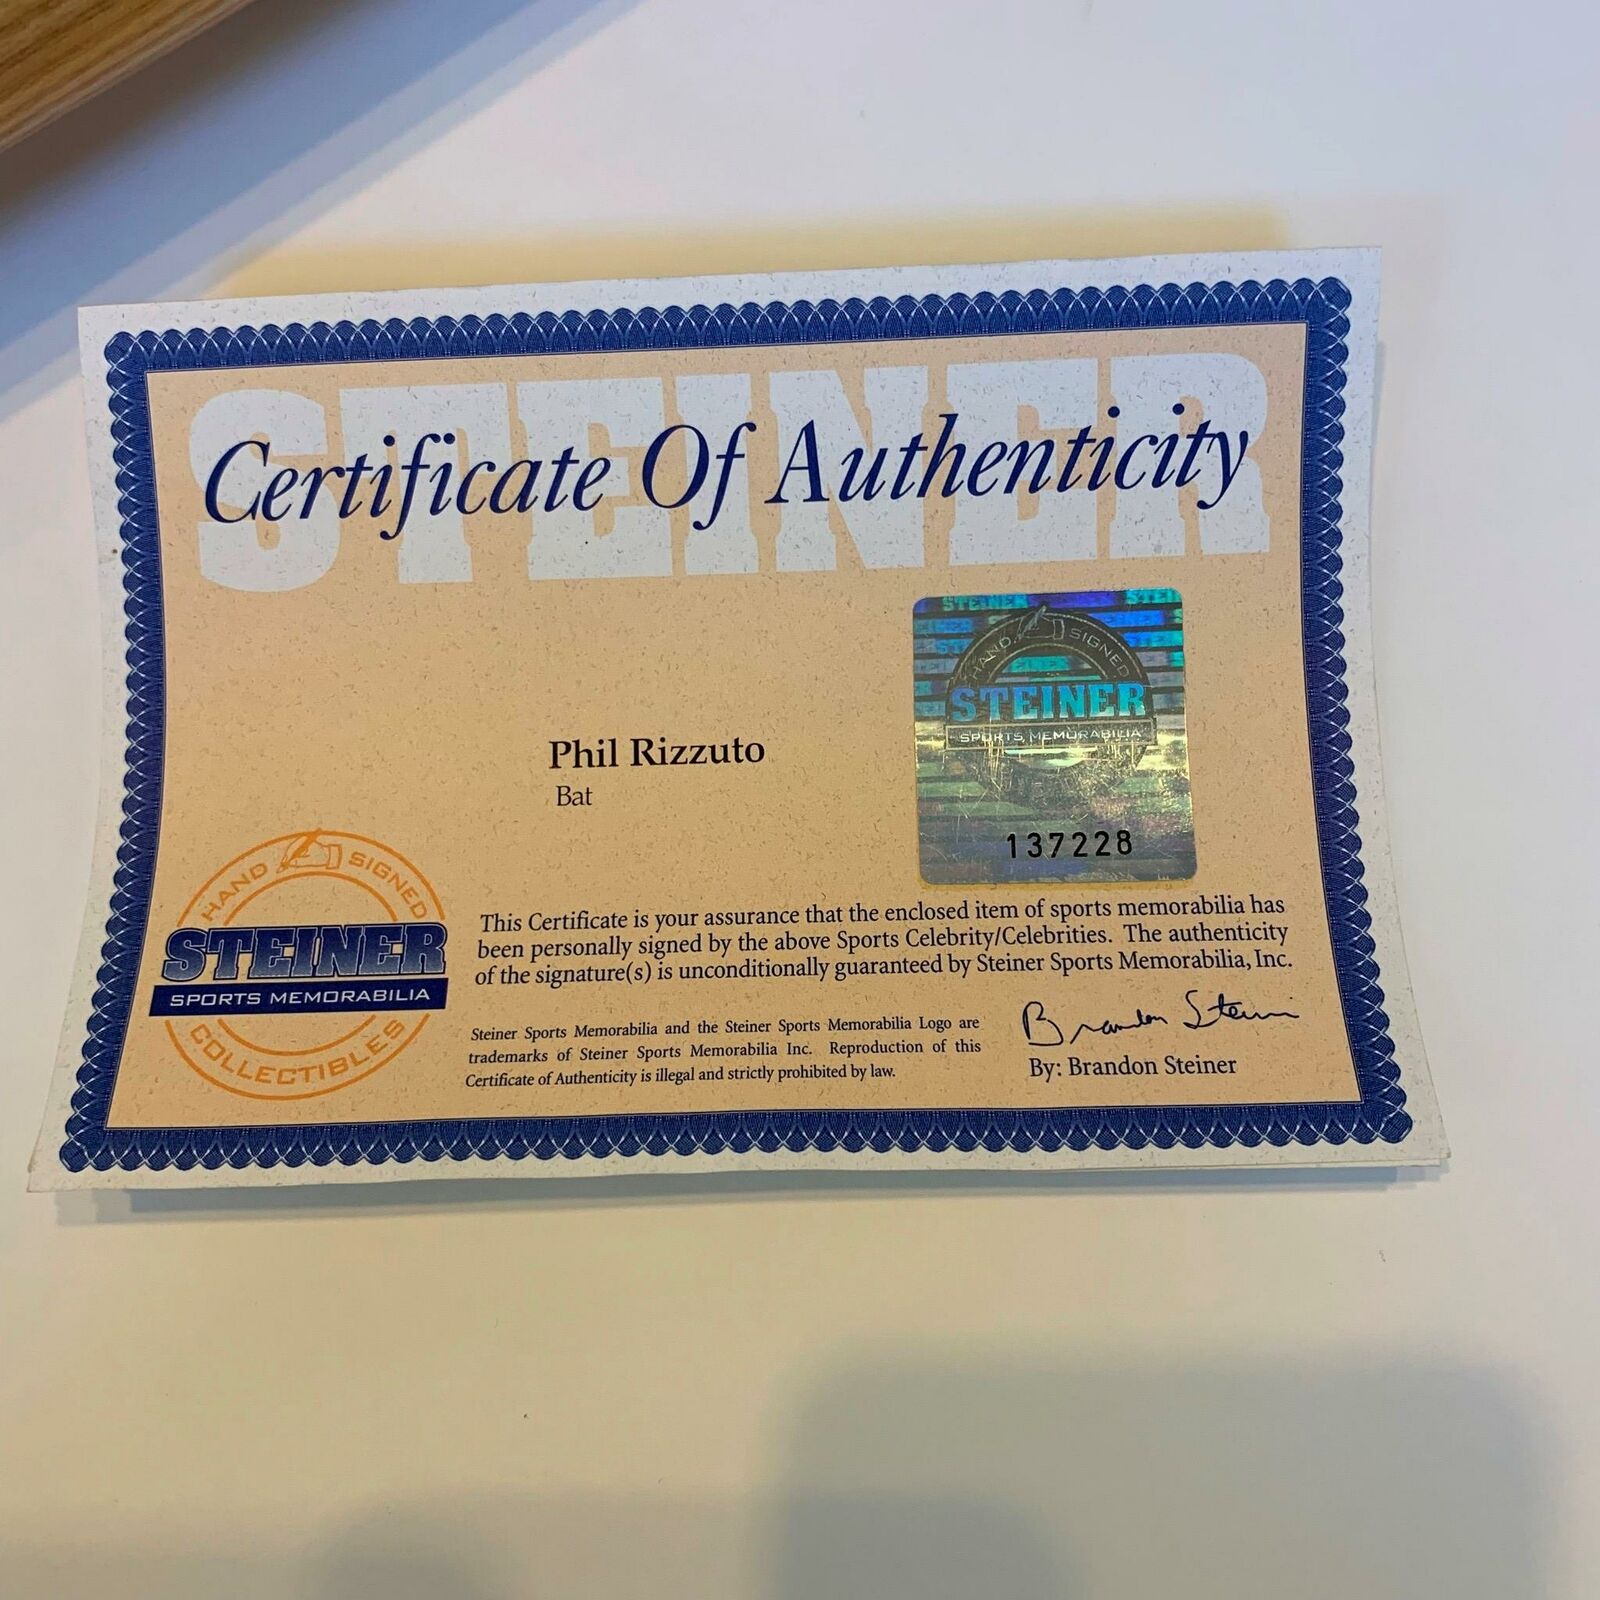 STEINER
Certificate Of Authenticity
STEINER STEI
HAND SIGNED
STEINER
SPORTS MEMORABILIA
137228
Phil Rizzuto
Bat
HAND SIGNED
STEINER
SPORTS MEMORABILIA
COLLECTIBLES
This Certificate is your assurance that the enclosed item of sports memorabilia has
been personally signed by the above Sports Celebrity/Celebrities. The authenticity
of the signature(s) is unconditionally guaranteed by Steiner Sports Memorabilia, Inc.
Steiner Sports Memorabilia and the Steiner Sports Memorabilia Logo are
trademarks of Steiner Sports Memorabilia Inc. Reproduction of this
Certificate of Authenticity is illegal and strictly prohibited by law.
Brandon Steiner
By: Brandon Steiner